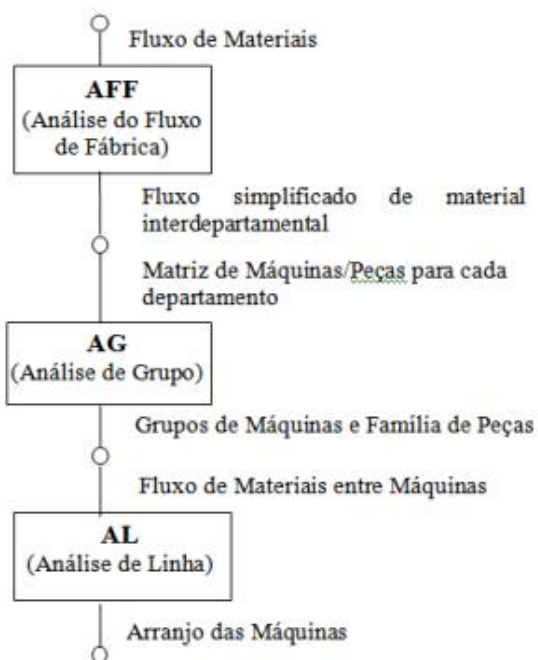 Fluxo de Materiais
AFF
(Análise do Fluxo
de Fábrica)
Fluxo simplificado de material
interdepartamental
Matriz de Máquinas/Peças para cada
departamento
AG
(Análise de Grupo)
Grupos de Máquinas e Família de Peças
Fluxo de Materiais entre Máquinas
AL
(Análise de Linha)
Arranjo das Máquinas